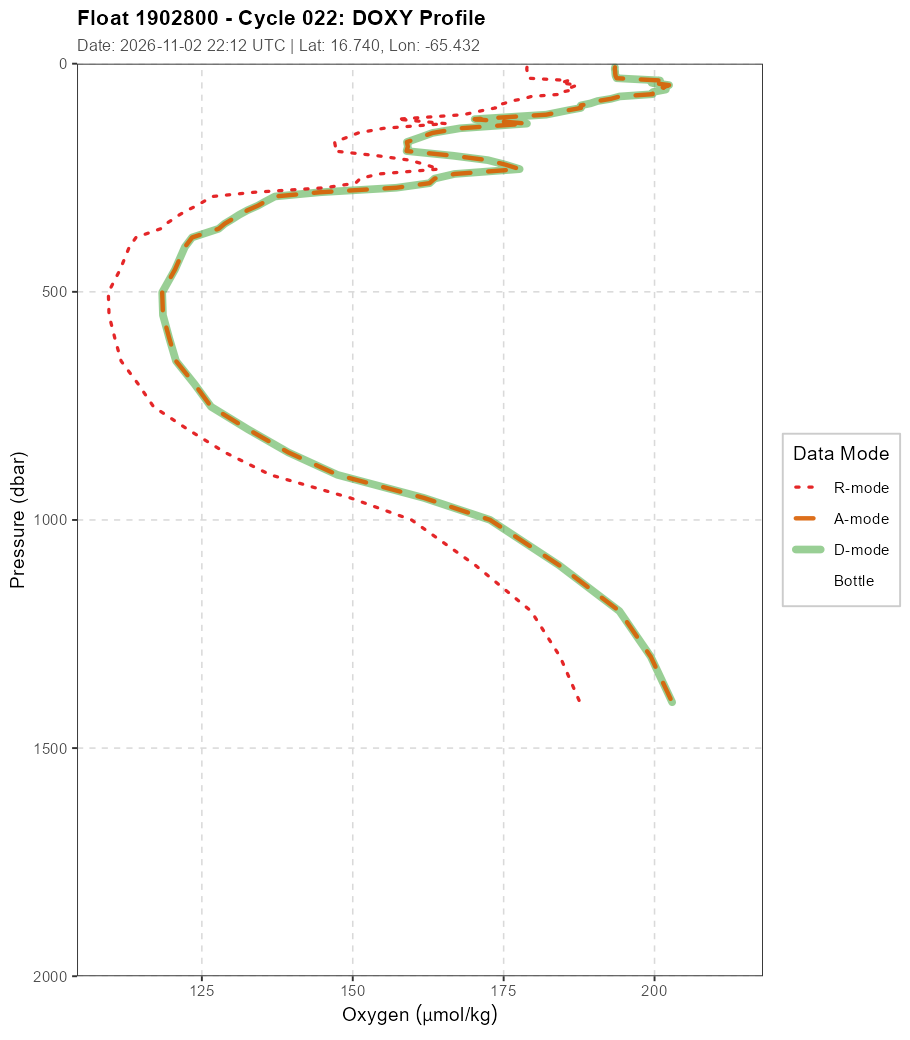 Float 1902800 - Cycle 022: DOXY Profile
Date: 2026-11-02 22:12 UTC | Lat: 16.740, Lon: -65.432
0
500
1000
1500
2000
Pressure (dbar)
125 150 175 200
Oxygen (μmol/kg)
Data Mode
R-mode
A-mode
D-mode
Bottle